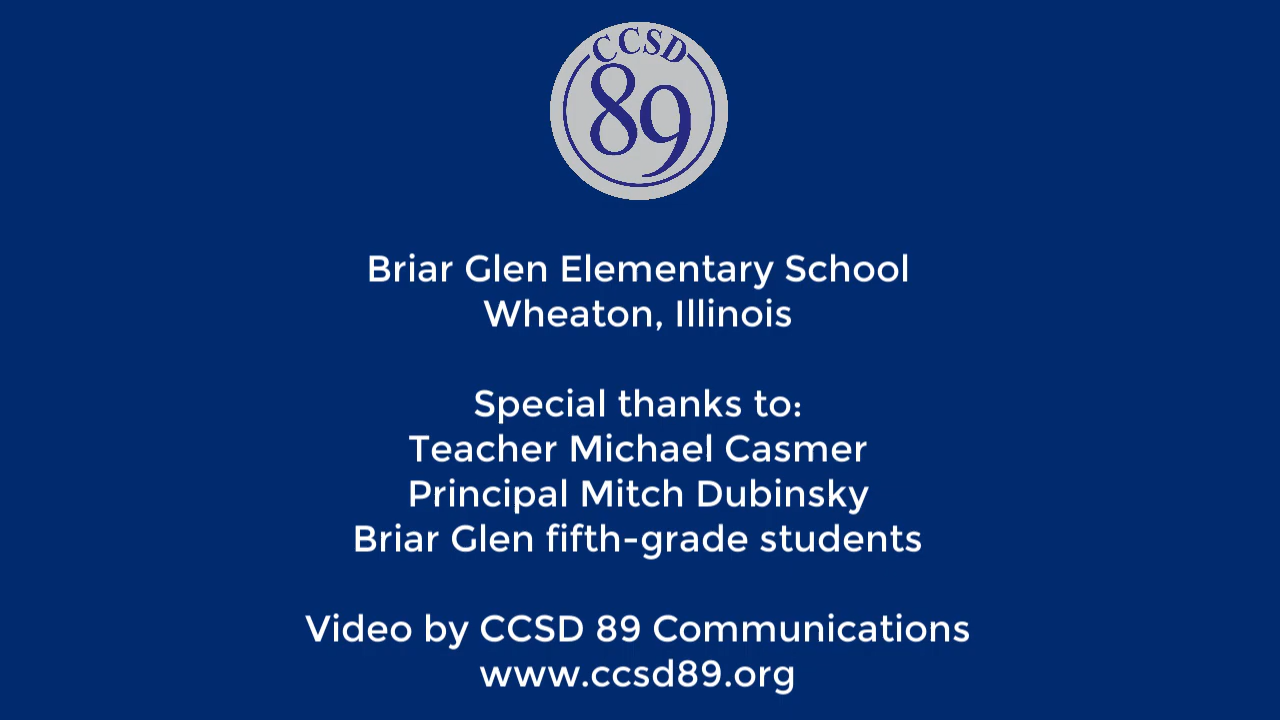 CCSD
89
Briar Glen Elementary School
Wheaton, Illinois
Special thanks to:
Teacher Michael Casmer
Principal Mitch Dubinsky
Briar Glen fifth-grade students
Video by CCSD 89 Communications
www.ccsd89.org